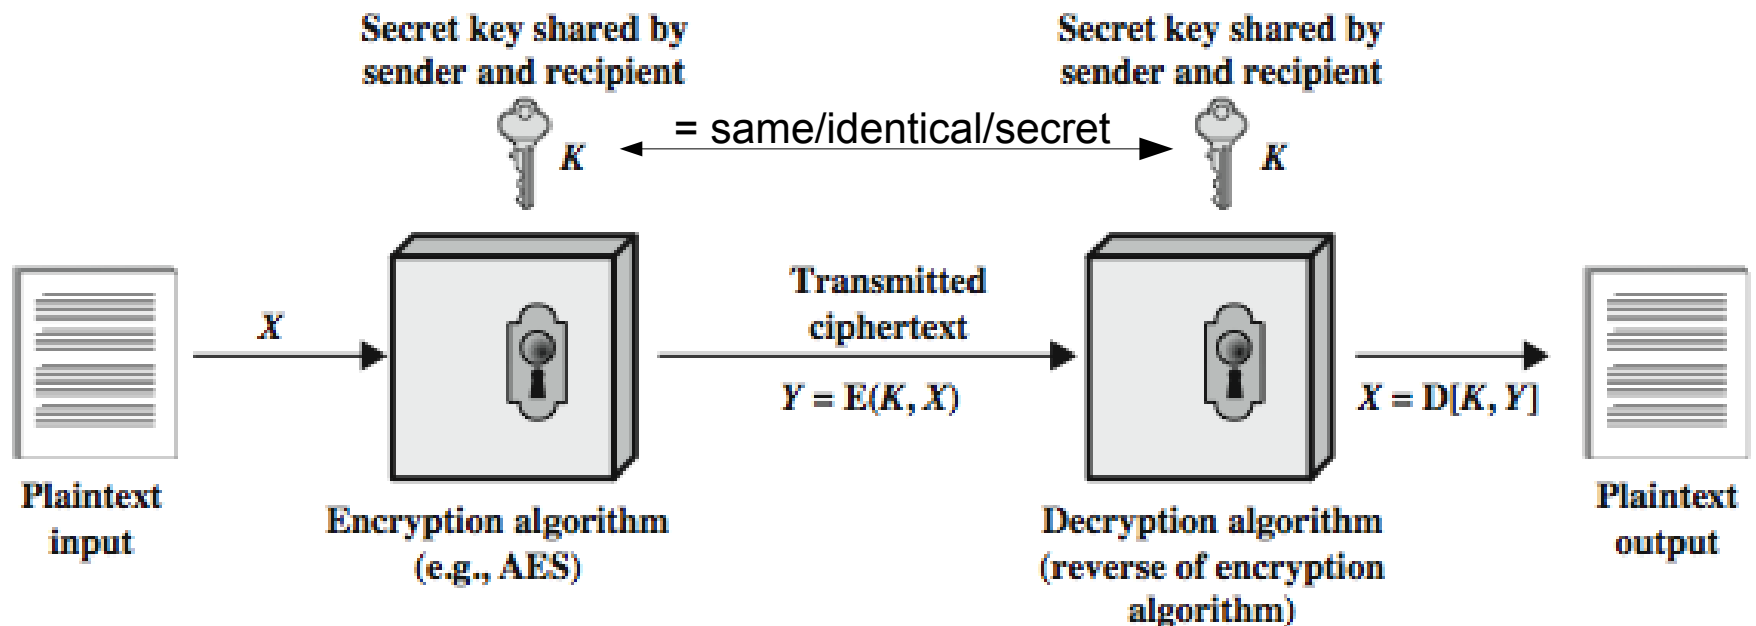 Secret key shared by
sender and recipient
Secret key shared by
sender and recipient
= same/identical/secret
K
K
X
Transmitted
ciphertext
Y = E(K, X)
X = D[K, Y]
Plaintext
input
Encryption algorithm
(e.g., AES)
Decryption algorithm
(reverse of encryption
algorithm)
Plaintext
output